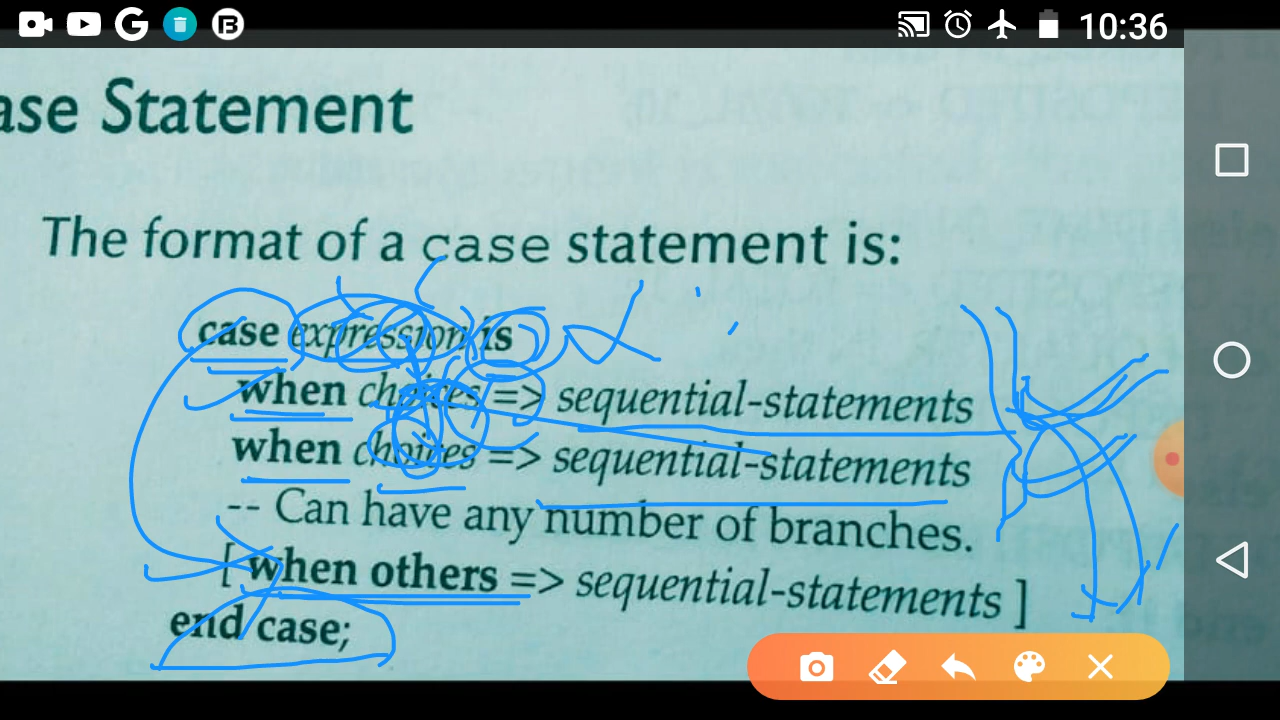 10:36
ase Statement
The format of a case statement is:
case expression is
when choices => sequential-statements
when choices => sequential-statements
-- Can have any number of branches.
[ when others => sequential-statements ]
end case;